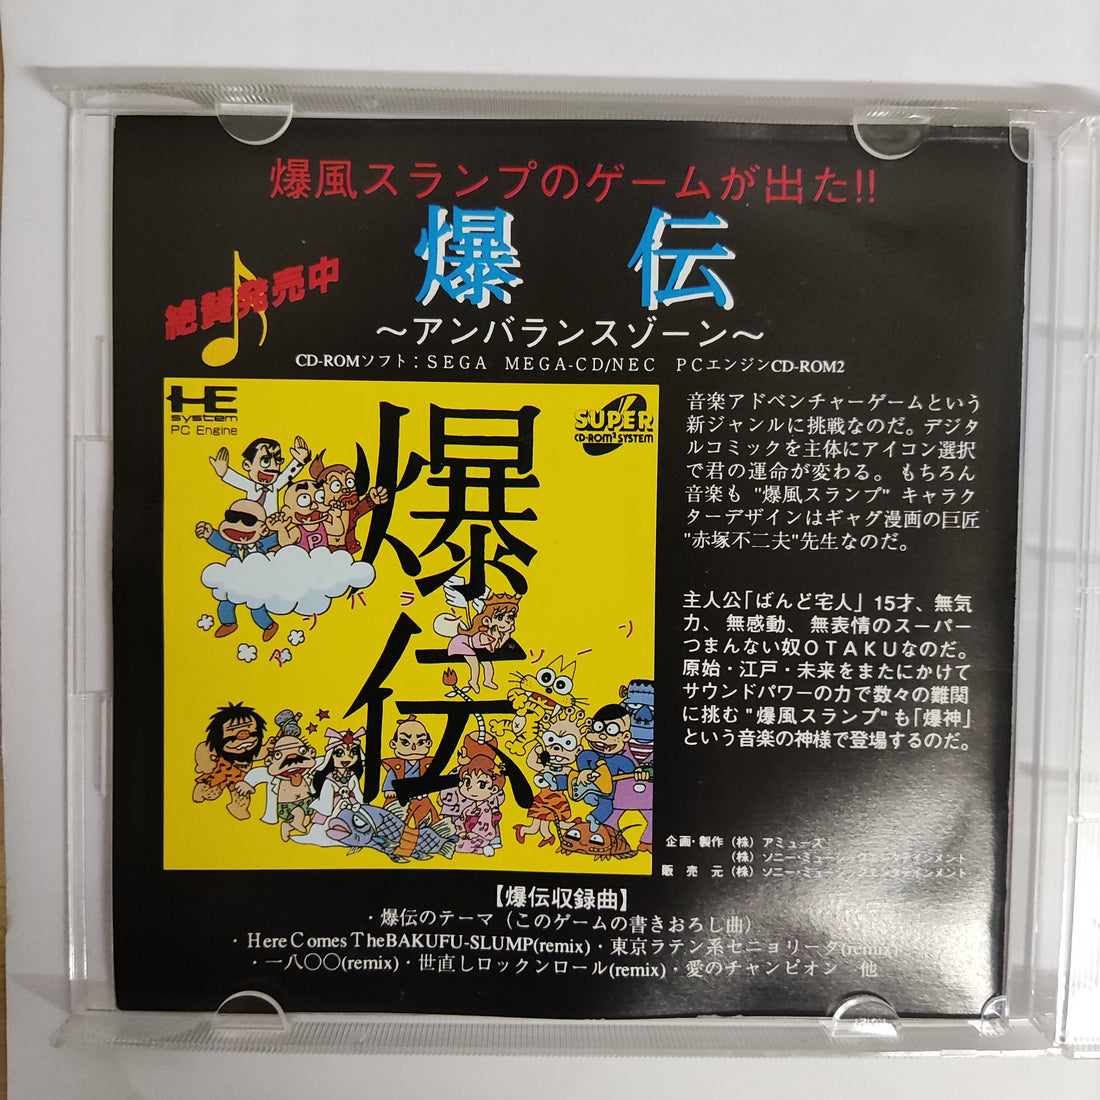 爆風スランプのゲームが出た!!
爆 伝
絶賛発売中
〜アンバランスゾーン〜
CD-ROMソフト：SEGA MEGA-CD/NEC PCエンジンCD-ROM2
HE
system
PC Engine
SUPER
CD-ROM² SYSTEM
爆伝
アンバランスゾーン
P
音楽アドベンチャーゲームという
新ジャンルに挑戦なのだ。デジタ
ルコミックを主体にアイコン選択
で君の運命が変わる。もちろん
音楽も "爆風スランプ" キャラク
ターデザインはギャグ漫画の巨匠
"赤塚不二夫"先生なのだ。
主人公「ばんど宅人」15才、無気
力、無感動、無表情のスーパー
つまんない奴OTAKUなのだ。
原始・江戸・未来をまたにかけて
サウンドパワーの力で数々の難関
に挑む"爆風スランプ"も「爆神」
という音楽の神様で登場するのだ。
企画・製作（株）アミューズ
（株）ソニー・ミュージックエンタテインメント
販売元（株）ソニー・ミュージックエンタテインメント
【爆伝収録曲】
・爆伝のテーマ（このゲームの書きおろし曲）
・Here Comes The BAKUFU-SLUMP(remix)・東京ラテン系セニョリータ(remix)
・一八〇〇(remix)・世直しロックンロール(remix)・愛のチャンピオン 他